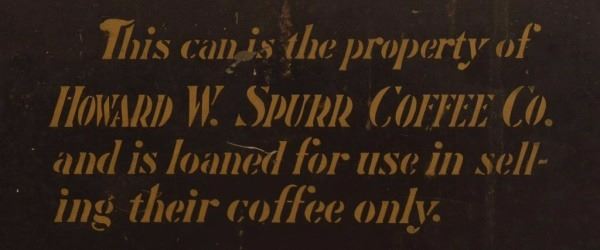 This can is the property of
HOWARD W. SPURR COFFEE CO.
and is loaned for use in sell-
ing their coffee only.